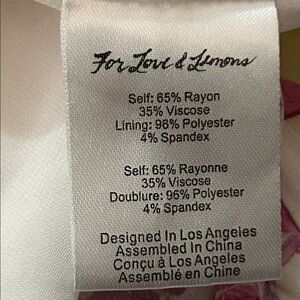 For Love & Lemons
Self: 65% Rayon
35% Viscose
Lining: 96% Polyester
4% Spandex
Self: 65% Rayonne
35% Viscose
Doublure: 96% Polyester
4% Spandex
Designed In Los Angeles
Assembled In China
Conçu à Los Angeles
Assemblé en Chine